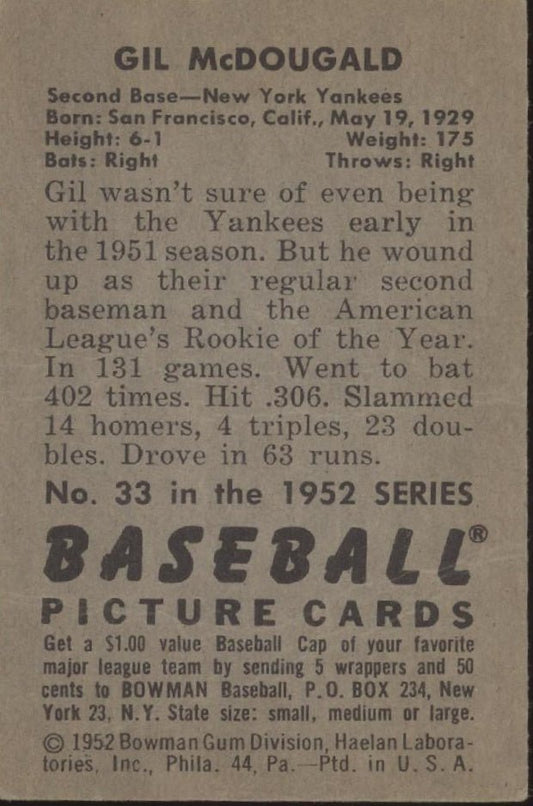 GIL McDOUGALD
Second Base—New York Yankees
Born: San Francisco, Calif., May 19, 1929
Height: 6-1 Weight: 175
Bats: Right Throws: Right
Gil wasn't sure of even being
with the Yankees early in
the 1951 season. But he wound
up as their regular second
baseman and the American
League's Rookie of the Year.
In 131 games. Went to bat
402 times. Hit .306. Slammed
14 homers, 4 triples, 23 dou-
bles. Drove in 63 runs.
No. 33 in the 1952 SERIES
BASEBALL®
PICTURE CARDS
Get a $1.00 value Baseball Cap of your favorite
major league team by sending 5 wrappers and 50
cents to BOWMAN Baseball, P.O. BOX 234, New
York 23, N.Y. State size: small, medium or large.
© 1952 Bowman Gum Division, Haelan Labora-
tories, Inc., Phila. 44, Pa.—Ptd. in U. S. A.